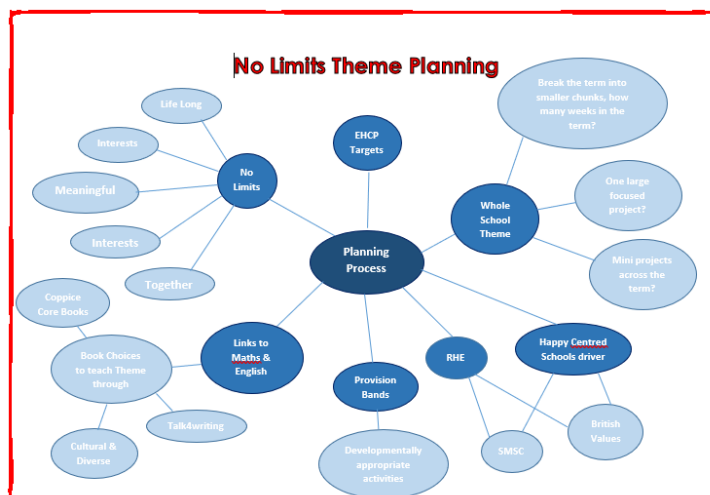 No Limits Theme Planning
Life Long
Interests
Meaningful
Interests
Together
No
Limits
EHCP
Targets
Break the term into
smaller chunks, how
many weeks in the
term?
One large
focused
project?
Mini projects
across the
term?
Whole
School
Theme
Planning
Process
Coppice
Core Books
Book Choices
to teach Theme
through
Cultural &
Diverse
Talk4writing
Links to
Maths &
English
Provision
Bands
Developmentally
appropriate
activities
RHE
Happy Centred
Schools driver
SMSC
British
Values